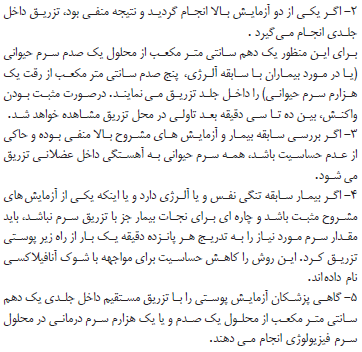 ۲- اگر یکی از دو آزمایش بالا انجام گردید و نتیجه منفی بود، تزریق داخل
جلدی انجام می گیرد .
برای این منظور یک دهم سانتی متر مکعب از محلول یک صدم سرم حیوانی
(یا در مورد بیماران با سابقه آلرژی، پنج صدم سانتی متر مکعب از رقت یک
هزارم سرم حیوانی) را داخل جلد تزریق می نمایند. درصورت مثبت بودن
واکنش، بین ده تا سی دقیقه بعد تاولی در محل تزریق مشاهده خواهد شد.
۳- اگر بررسی سابقه بیمار و آزمایش های مشروح بالا منفی بوده و حاکی
از عدم حساسیت باشد، همه سرم حیوانی به آهستگی داخل عضلانی تزریق
می شود.
۴- اگر بیمار سابقه تنگی نفس و یا آلرژی دارد و یا اینکه یکی از آزمایش های
مشروح مثبت باشد و چاره ای برای نجات بیمار جز با تزریق سرم نباشد، باید
مقدار سرم مورد نیاز را به تدریج هر پانزده دقیقه یک بار از راه زیر پوستی
تزریق کرد. این روش را کاهش حساسیت برای مواجهه با شوک آنافیلاکسی
نام داده اند.
۵- گاهی پزشکان آزمایش پوستی را با تزریق مستقیم داخل جلدی یک دهم
سانتی متر مکعب از محلول یک صدم و یا یک هزارم سرم درمانی در محلول
سرم فیزیولوژی انجام می دهند.